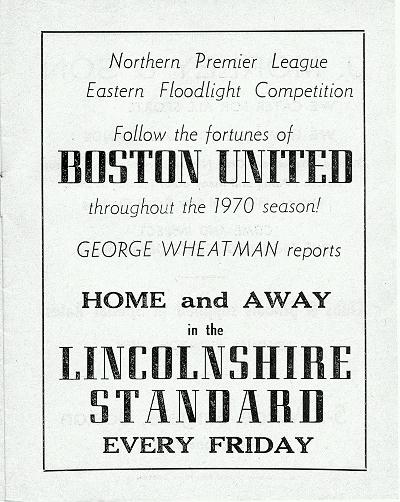 Northern Premier League
Eastern Floodlight Competition
Follow the fortunes of
BOSTON UNITED
throughout the 1970 season!
GEORGE WHEATMAN reports
HOME and AWAY
in the
LINCOLNSHIRE
STANDARD
EVERY FRIDAY